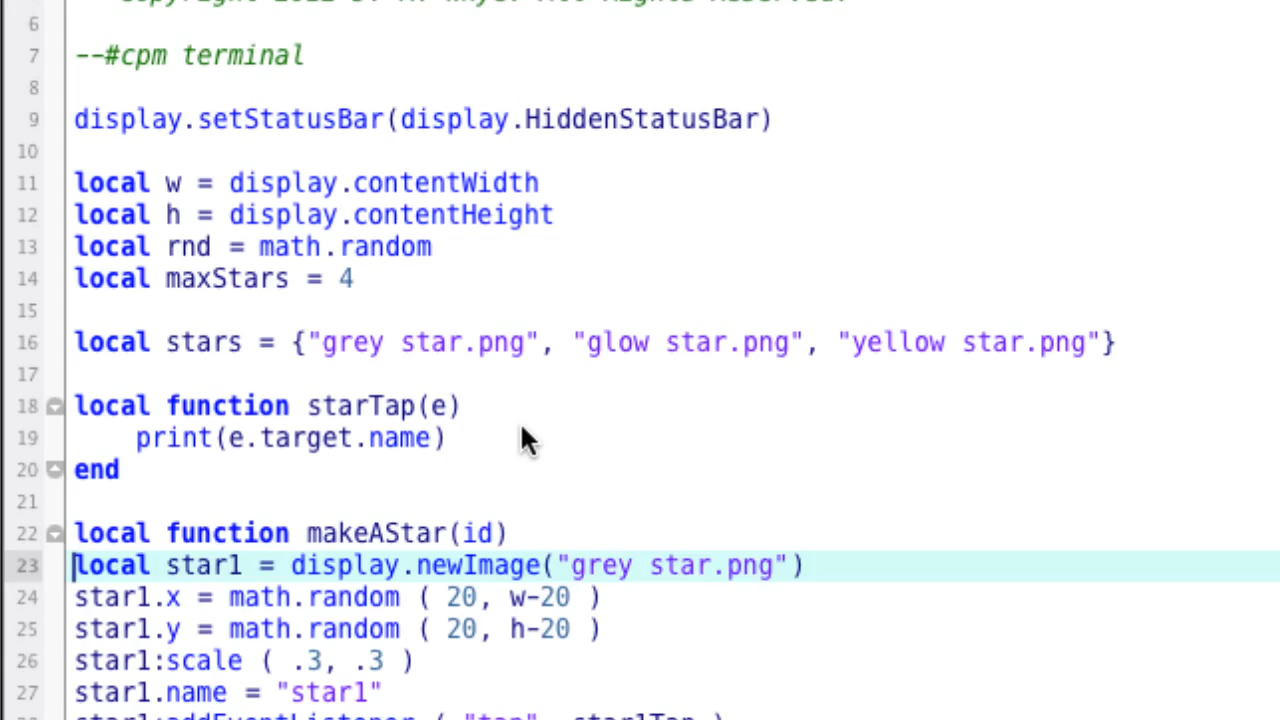 6
7 --#cpm terminal
8
9 display.setStatusBar(display.HiddenStatusBar)
10
11 local w = display.contentWidth
12 local h = display.contentHeight
13 local rnd = math.random
14 local maxStars = 4
15
16 local stars = {"grey star.png", "glow star.png", "yellow star.png"}
17
18 local function starTap(e)
19 print(e.target.name)
20 end
21
22 local function makeAStar(id)
23 local star1 = display.newImage("grey star.png")
24 star1.x = math.random ( 20, w-20 )
25 star1.y = math.random ( 20, h-20 )
26 star1:scale ( .3, .3 )
27 star1.name = "star1"
star1:addEventListener ( "tap", star1Tap )